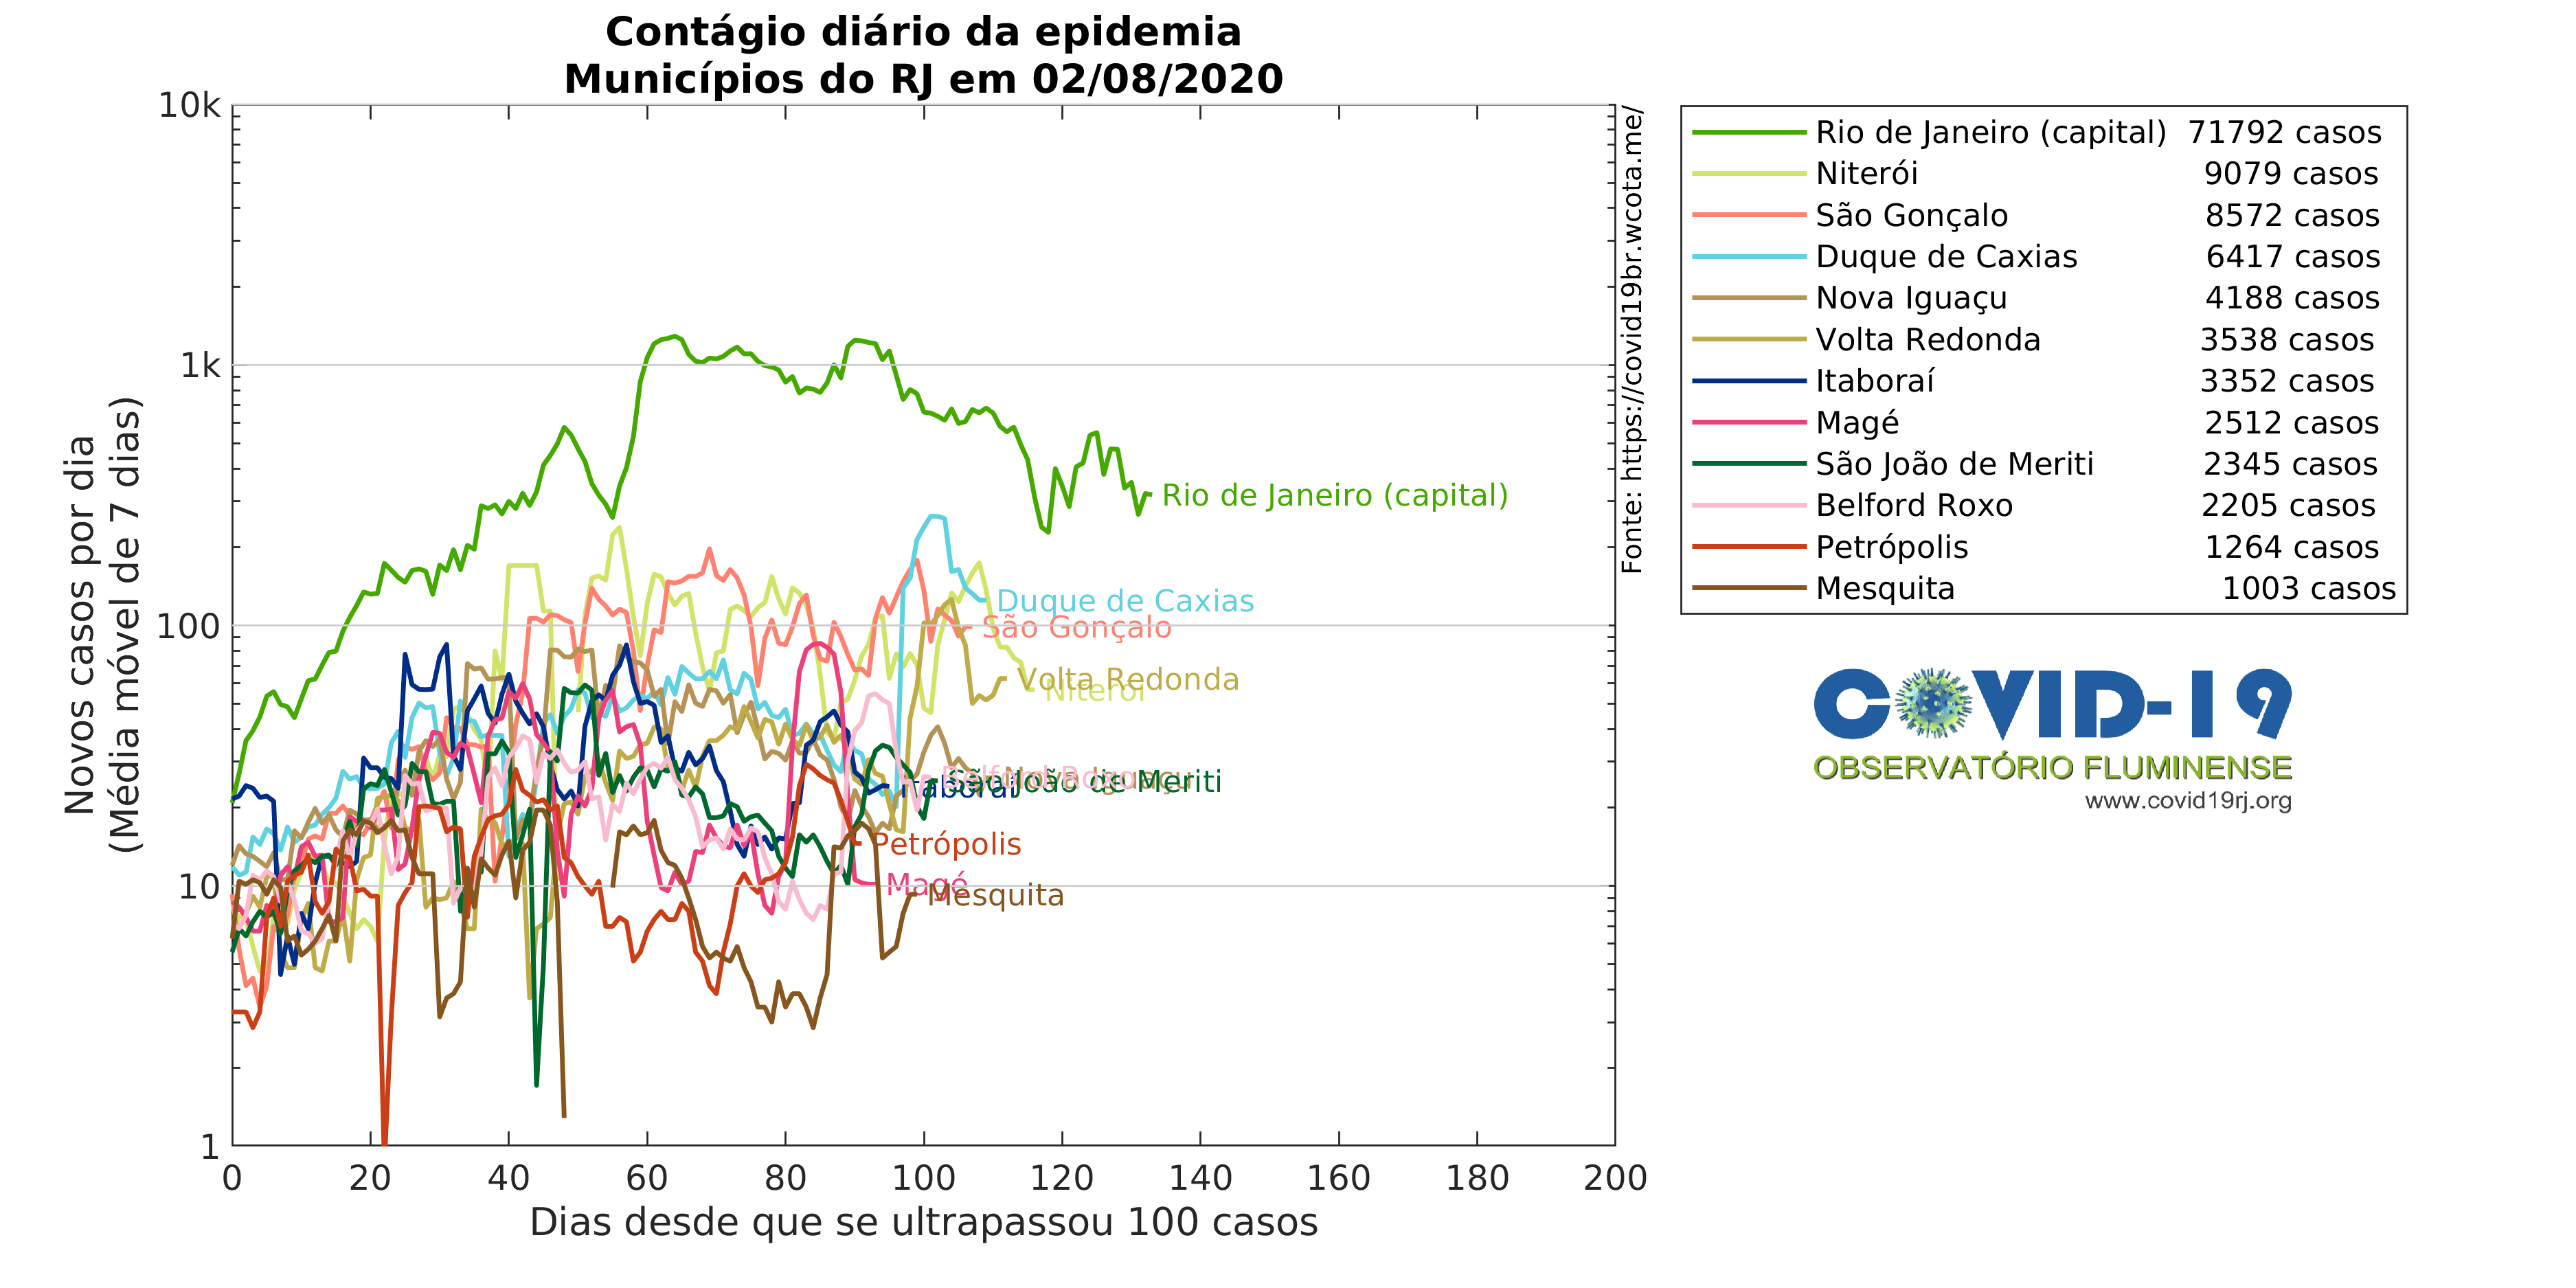 Contágio diário da epidemia
Municípios do RJ em 02/08/2020
10k
1k
100
10
1
Novos casos por dia
(Média móvel de 7 dias)
0 20 40 60 80 100 120 140 160 180 200
Dias desde que se ultrapassou 100 casos
Rio de Janeiro (capital)
Duque de Caxias
São Gonçalo
Volta Redonda
Niterói
Belford Roxo
Nova Iguaçu
São João de Meriti
Itaboraí
Petrópolis
Magé
Mesquita
Fonte: https://covid19br.wcota.me/
Rio de Janeiro (capital) 71792 casos
Niterói 9079 casos
São Gonçalo 8572 casos
Duque de Caxias 6417 casos
Nova Iguaçu 4188 casos
Volta Redonda 3538 casos
Itaboraí 3352 casos
Magé 2512 casos
São João de Meriti 2345 casos
Belford Roxo 2205 casos
Petrópolis 1264 casos
Mesquita 1003 casos
COVID-19
OBSERVATÓRIO FLUMINENSE
www.covid19rj.org